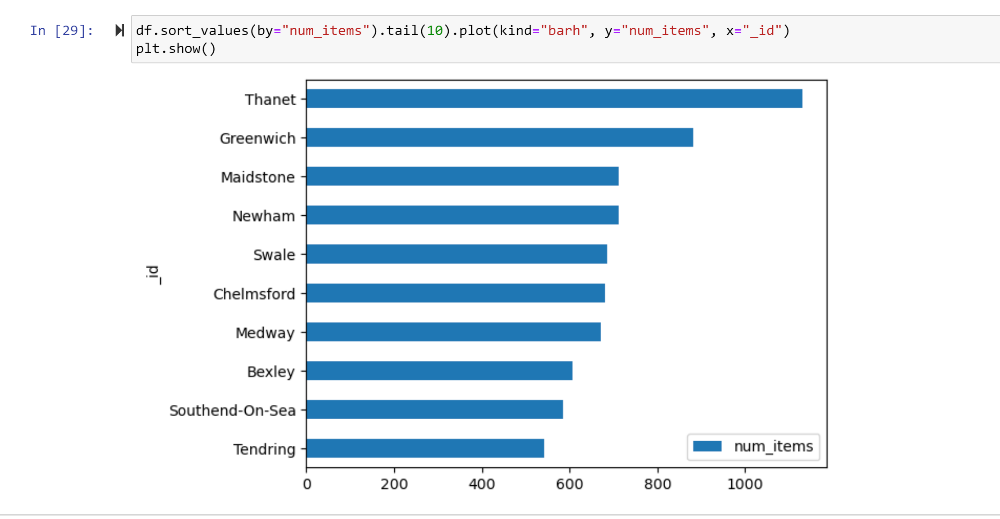 In [29]:
df.sort_values(by="num_items").tail(10).plot(kind="barh", y="num_items", x="_id")
plt.show()
Thanet
Greenwich
Maidstone
Newham
Swale
Chelmsford
Medway
Bexley
Southend-On-Sea
Tendring
_id
num_items
0 200 400 600 800 1000